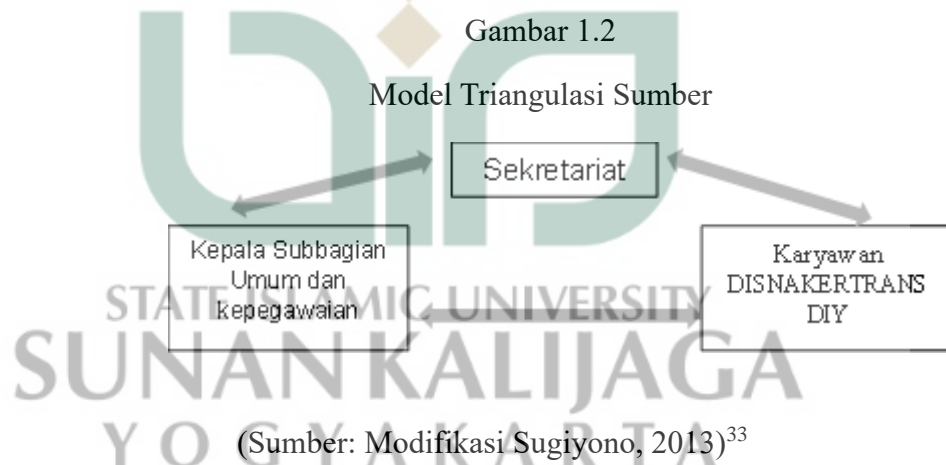 Gambar 1.2
Model Triangulasi Sumber
Sekretariat
Kepala Subbagian
Umum dan
kepegawaian
Karyawan
DISNAKERTRANS
DIY
STATE ISLAMIC UNIVERSITY
SUNAN KALIJAGA
YOGYAKARTA
(Sumber: Modifikasi Sugiyono, 2013)33